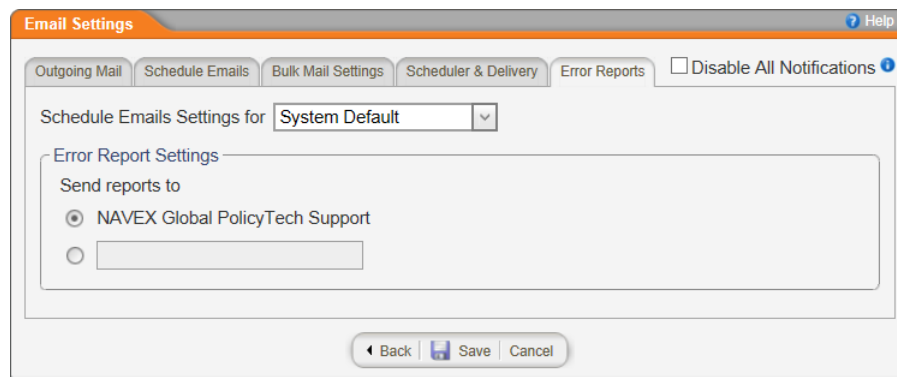 Email Settings
Help
Outgoing Mail
Schedule Emails
Bulk Mail Settings
Scheduler & Delivery
Error Reports
Disable All Notifications
Schedule Emails Settings for System Default
Error Report Settings
Send reports to
NAVEX Global PolicyTech Support
Back
Save
Cancel